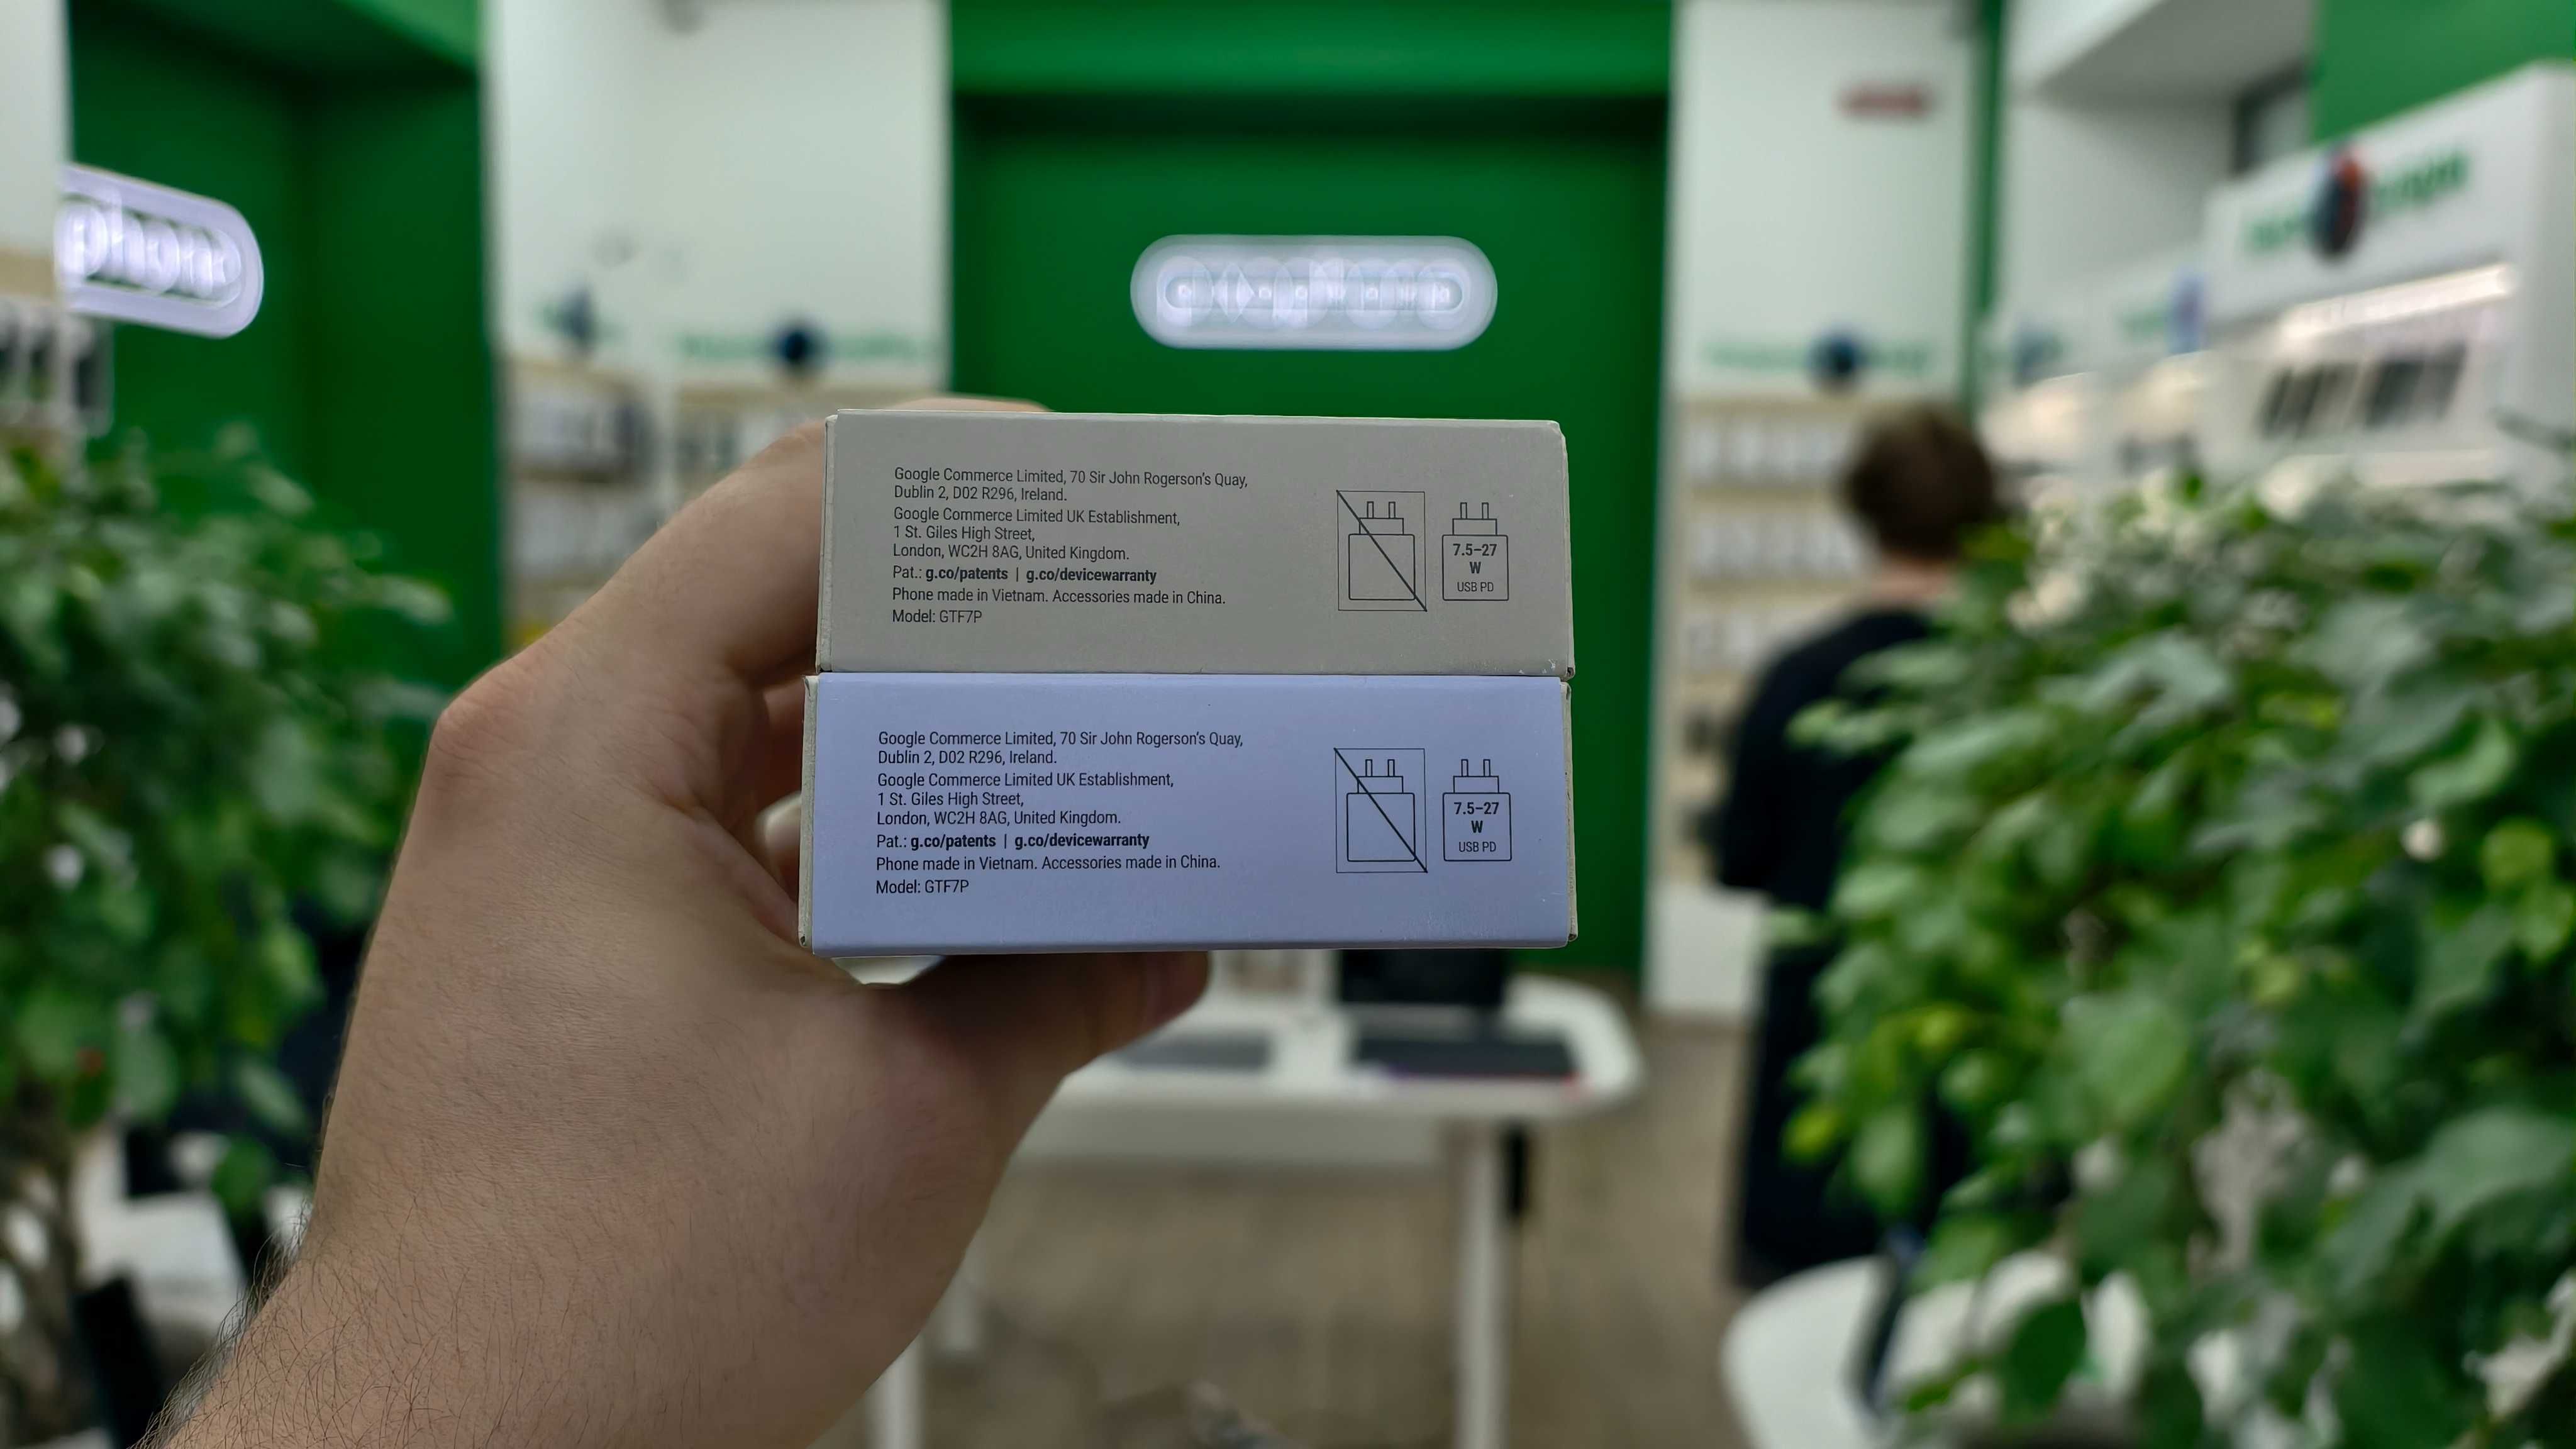 phone
Google Commerce Limited, 70 Sir John Rogerson's Quay,
Dublin 2, D02 R296, Ireland.
Google Commerce Limited UK Establishment,
1 St. Giles High Street,
London, WC2H 8AG, United Kingdom.
Pat.: g.co/patents | g.co/devicewarranty
Phone made in Vietnam. Accessories made in China.
Model: GTF7P
7.5–27
W
USB PD
Google Commerce Limited, 70 Sir John Rogerson's Quay,
Dublin 2, D02 R296, Ireland.
Google Commerce Limited UK Establishment,
1 St. Giles High Street,
London, WC2H 8AG, United Kingdom.
Pat.: g.co/patents | g.co/devicewarranty
Phone made in Vietnam. Accessories made in China.
Model: GTF7P
7.5–27
W
USB PD